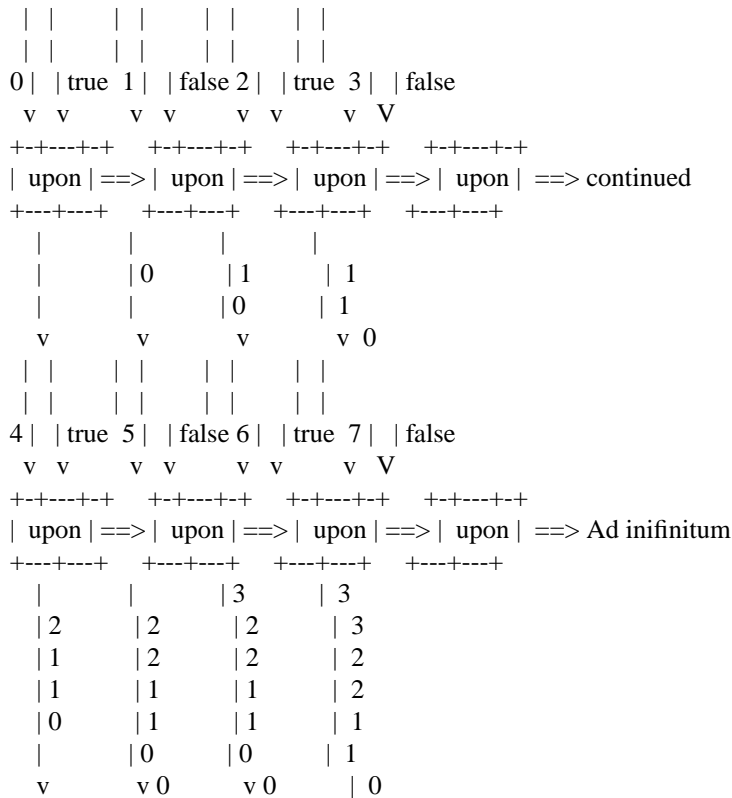 | | | | | | | |
| | | | | | | |
0 | | true 1 | | false 2 | | true 3 | | false
v v v v v v v V
+-+---+-+ +-+---+-+ +-+---+-+ +-+---+-+
| upon | ==> | upon | ==> | upon | ==> | upon | ==> continued
+---+---+ +---+---+ +---+---+ +---+---+
| | | |
| | 0 | 1 | 1
| | | 0 | 1
v v v v 0
| | | | | | | |
| | | | | | | |
4 | | true 5 | | false 6 | | true 7 | | false
v v v v v v v V
+-+---+-+ +-+---+-+ +-+---+-+ +-+---+-+
| upon | ==> | upon | ==> | upon | ==> | upon | ==> Ad inifinitum
+---+---+ +---+---+ +---+---+ +---+---+
| | | 3 | 3
| 2 | 2 | 2 | 3
| 1 | 2 | 2 | 2
| 1 | 1 | 1 | 2
| 0 | 1 | 1 | 1
| | 0 | 0 | 1
v v 0 v 0 | 0